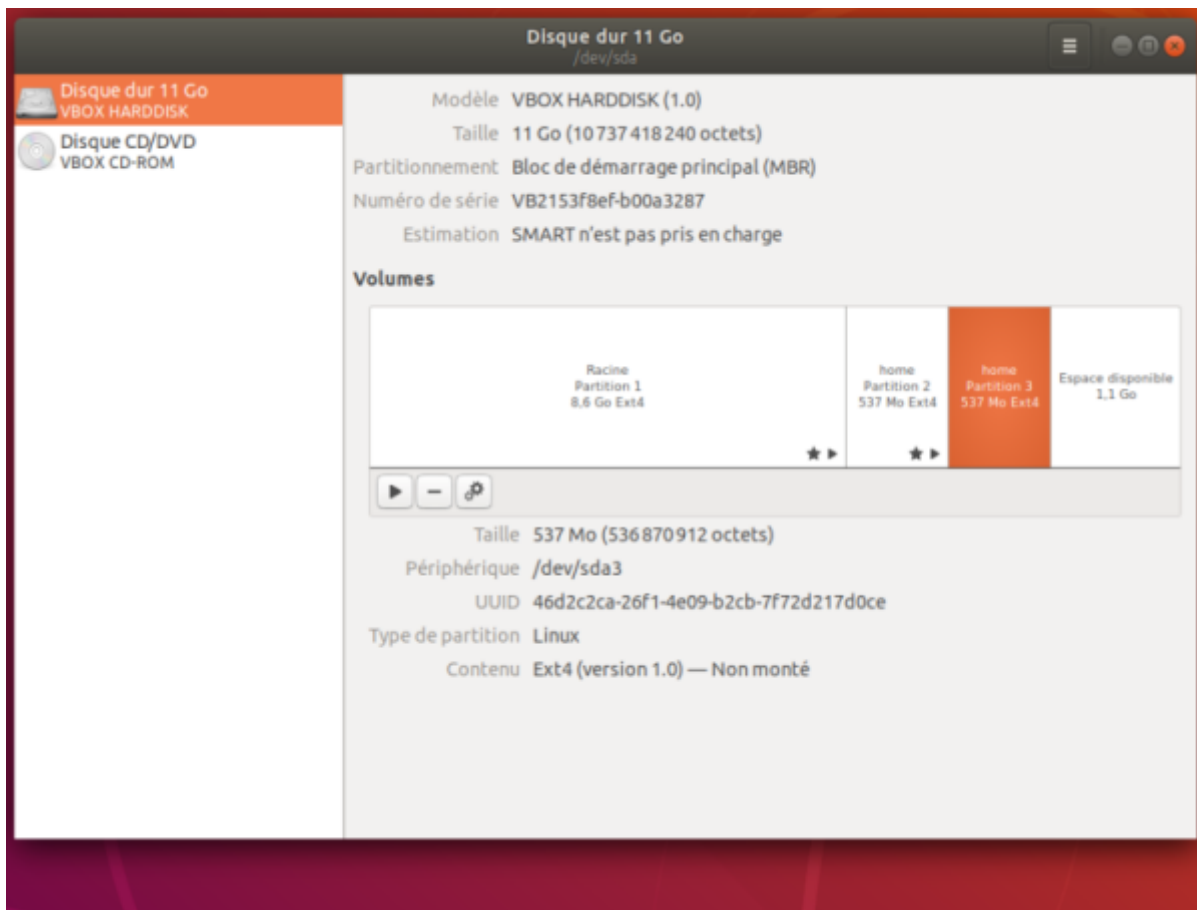 Disque dur 11 Go
/dev/sda
Disque dur 11 Go
VBOX HARDDISK
Disque CD/DVD
VBOX CD-ROM
Modèle VBOX HARDDISK (1.0)
Taille 11 Go (10 737 418 240 octets)
Partitionnement Bloc de démarrage principal (MBR)
Numéro de série VB2153f8ef-b00a3287
Estimation SMART n'est pas pris en charge
Volumes
Racine
Partition 1
8,6 Go Ext4
home
Partition 2
537 Mo Ext4
home
Partition 3
537 Mo Ext4
Espace disponible
1,1 Go
Taille 537 Mo (536 870 912 octets)
Périphérique /dev/sda3
UUID 46d2c2ca-26f1-4e09-b2cb-7f72d217d0ce
Type de partition Linux
Contenu Ext4 (version 1.0) — Non monté